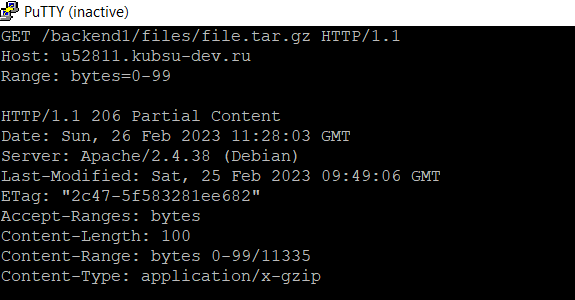 PuTTY (inactive)
GET /backend1/files/file.tar.gz HTTP/1.1
Host: u52811.kubsu-dev.ru
Range: bytes=0-99

HTTP/1.1 206 Partial Content
Date: Sun, 26 Feb 2023 11:28:03 GMT
Server: Apache/2.4.38 (Debian)
Last-Modified: Sat, 25 Feb 2023 09:49:06 GMT
ETag: "2c47-5f583281ee682"
Accept-Ranges: bytes
Content-Length: 100
Content-Range: bytes 0-99/11335
Content-Type: application/x-gzip